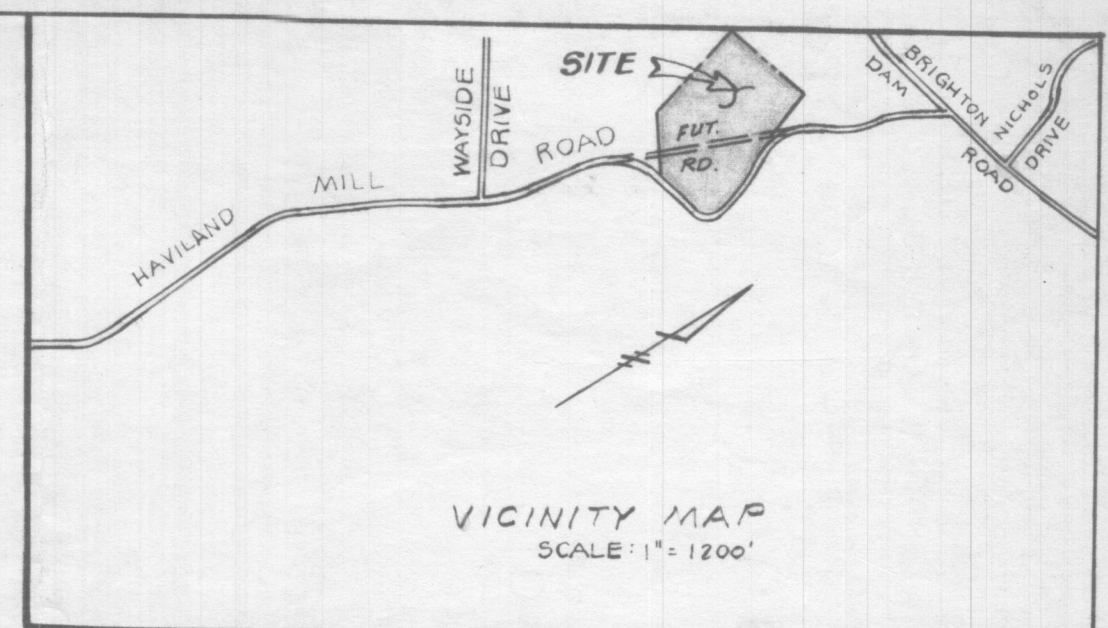 SITE
WAYSIDE
DRIVE
HAVILAND MILL ROAD
FUT.
RD.
BRIGHTON
DAM
ROAD
NICHOLS
DRIVE
VICINITY MAP
SCALE: 1" = 1200'